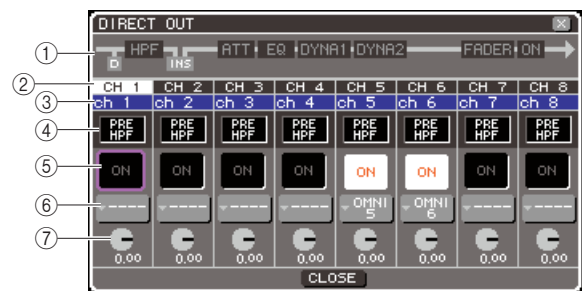 DIRECT OUT
① HPF ATT EQ DYNA1 DYNA2 FADER ON
D INS
② CH 1 CH 2 CH 3 CH 4 CH 5 CH 6 CH 7 CH 8
③ ch 1 ch 2 ch 3 ch 4 ch 5 ch 6 ch 7 ch 8
④ PRE PRE PRE PRE PRE PRE PRE PRE
HPF HPF HPF HPF HPF HPF HPF HPF
⑤ ON ON ON ON ON ON ON ON
⑥ ---- ---- ---- ---- OMNI OMNI ---- ----
5 6
⑦ 0.00 0.00 0.00 0.00 0.00 0.00 0.00 0.00
CLOSE